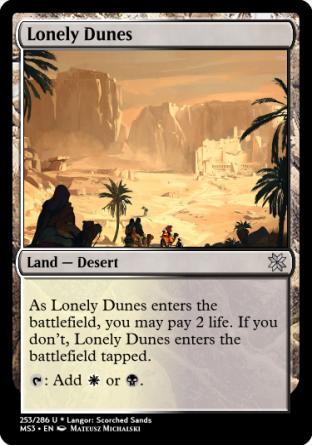 Lonely Dunes
Land — Desert
As Lonely Dunes enters the
battlefield, you may pay 2 life. If you
don't, Lonely Dunes enters the
battlefield tapped.
: Add or .
253/286 U * Langor: Scorched Sands
MS3 • EN Mateusz Michalski